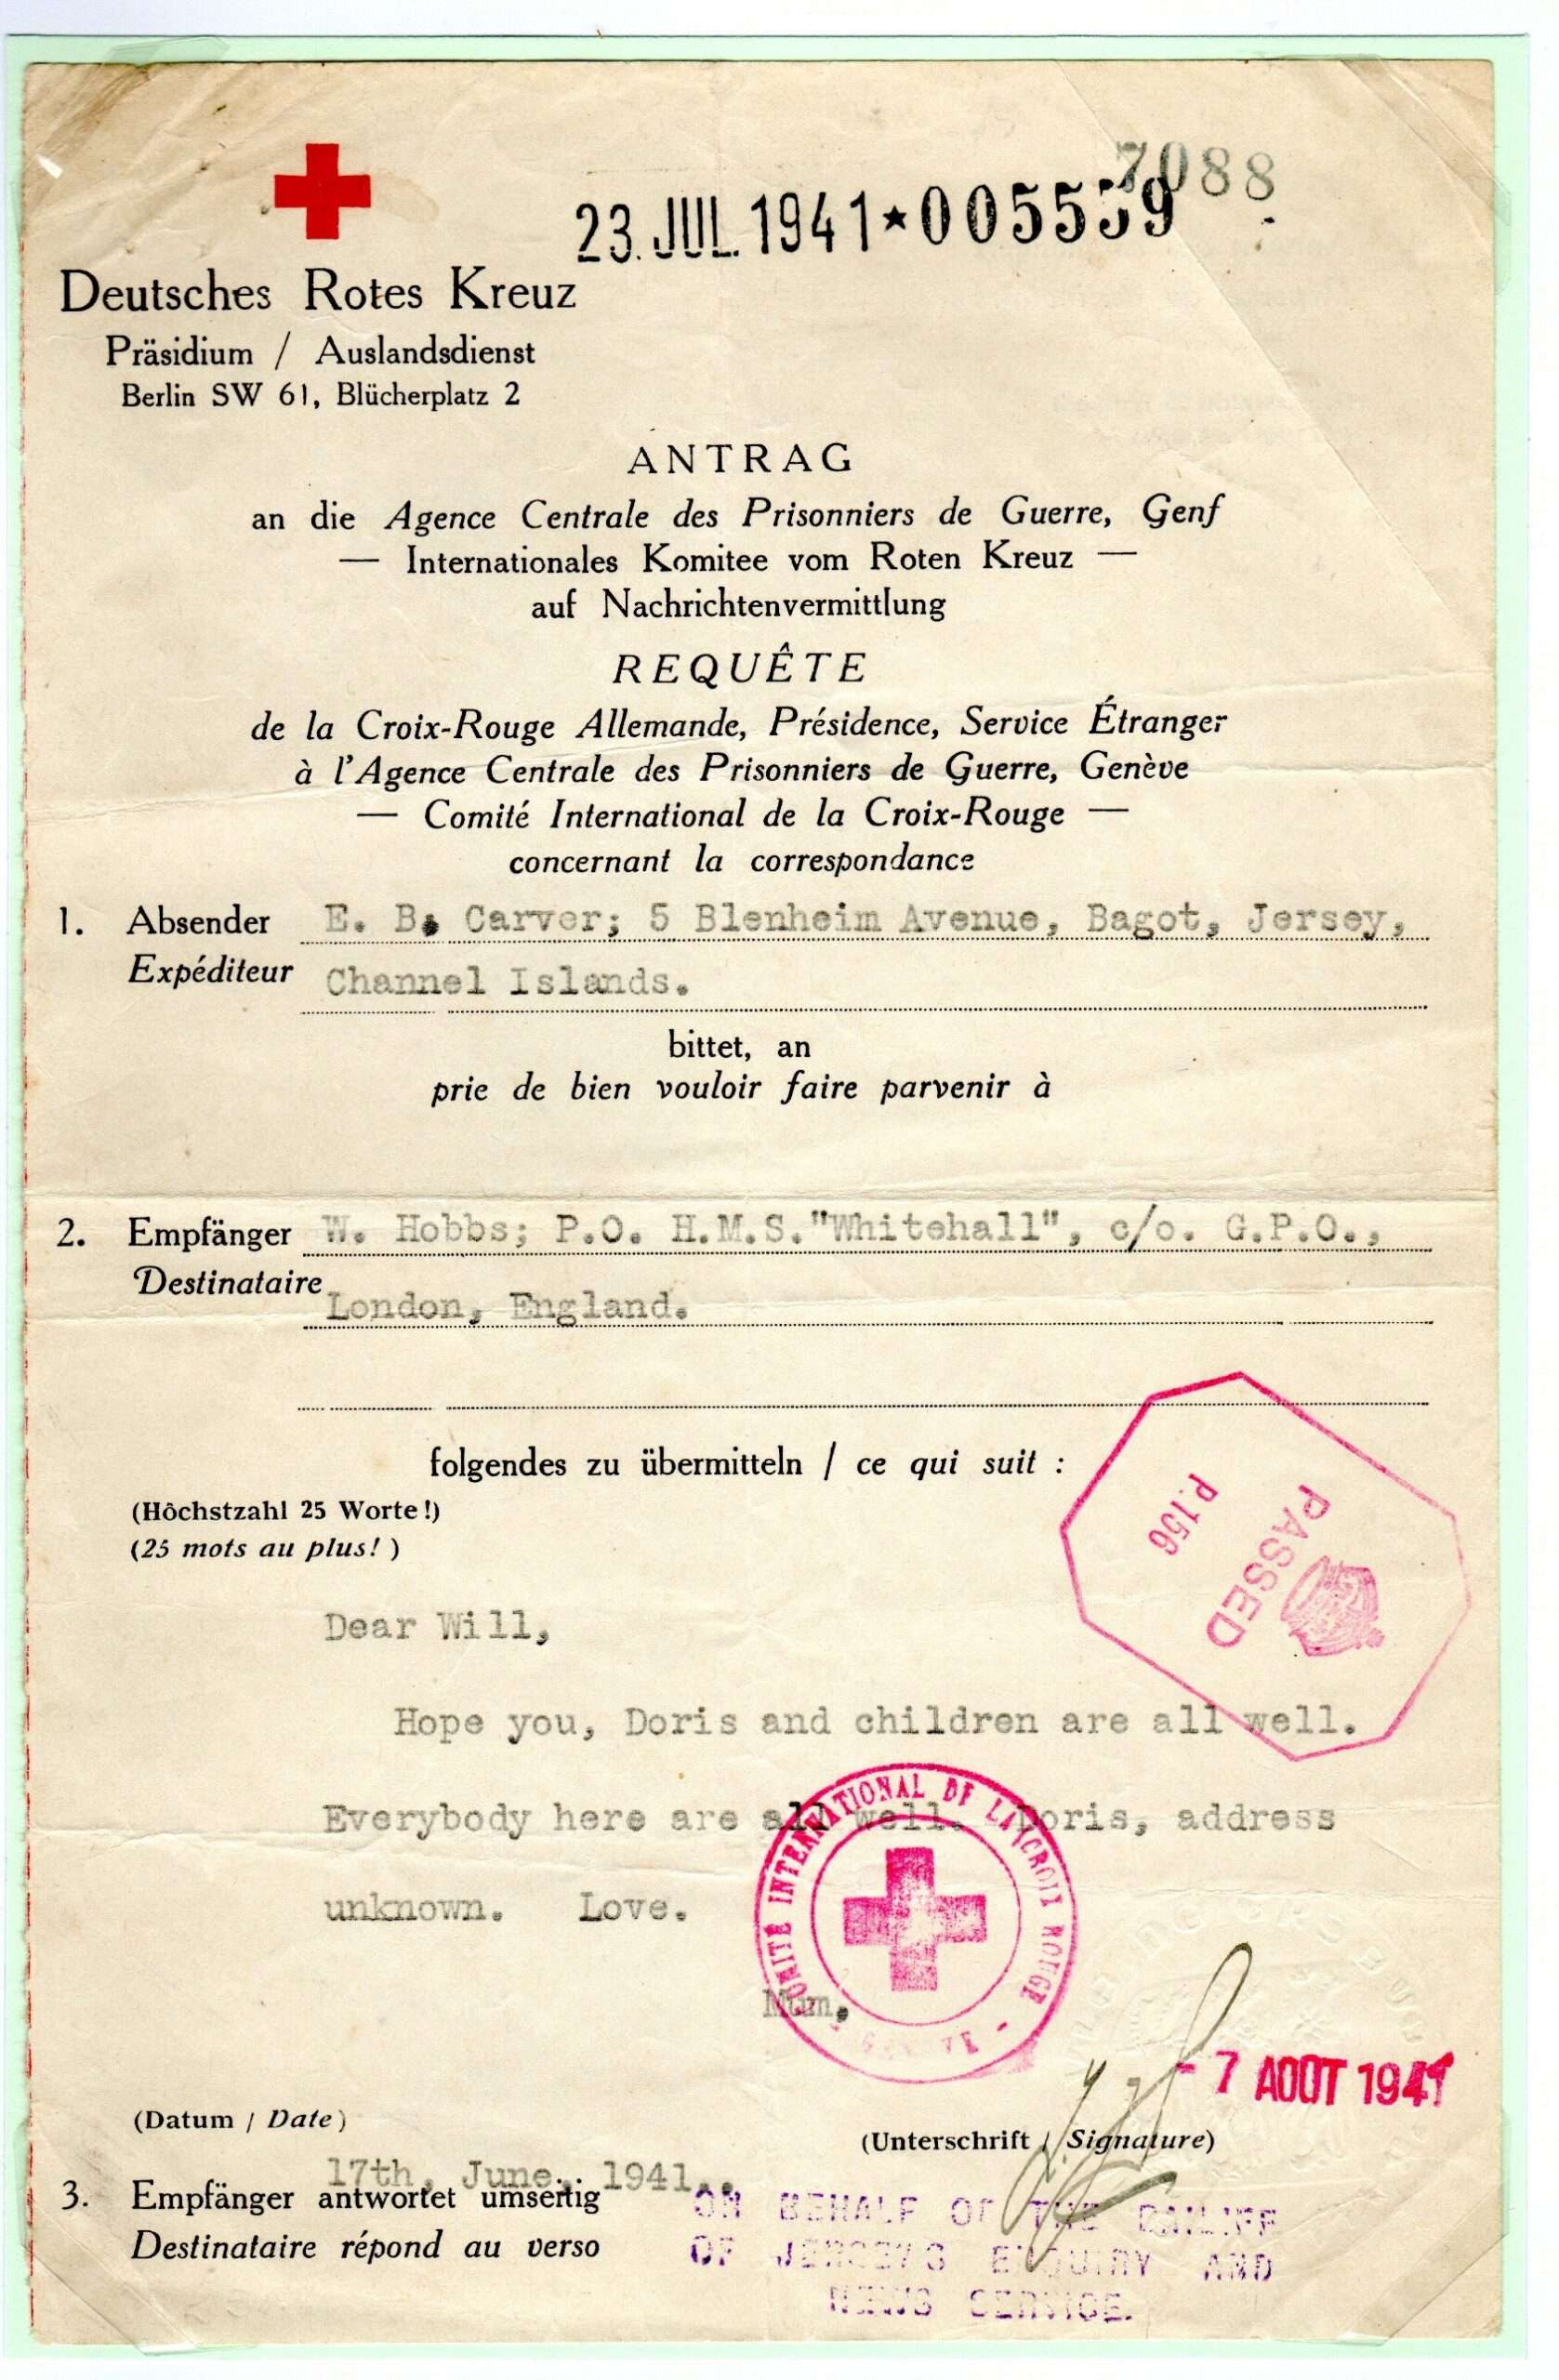 7088
23. JUL. 1941 * 005559
Deutsches Rotes Kreuz
Präsidium / Auslandsdienst
Berlin SW 61, Blücherplatz 2
ANTRAG
an die Agence Centrale des Prisonniers de Guerre, Genf
— Internationales Komitee vom Roten Kreuz —
auf Nachrichtenvermittlung
REQUÊTE
de la Croix-Rouge Allemande, Présidence, Service Étranger
à l'Agence Centrale des Prisonniers de Guerre, Genève
— Comité International de la Croix-Rouge —
concernant la correspondance
1. Absender E. B. Carver; 5 Blenheim Avenue, Bagot, Jersey,
Expéditeur Channel Islands.
bittet, an
prie de bien vouloir faire parvenir à
2. Empfänger W. Hobbs; P.O. H.M.S."Whitehall", c/o. G.P.O.,
Destinataire London, England.
folgendes zu übermitteln / ce qui suit :
(Hôchstzahl 25 Worte!)
(25 mots au plus!)
PASSED
P.156
Dear Will,
Hope you, Doris and children are all well.
Everybody here are all well. Doris, address
unknown. Love.
Mum.
COMITÉ INTERNATIONAL DE LA CROIX ROUGE
- 7 AOUT 1941
(Datum / Date)
(Unterschrift / Signature)
17th. June. 1941..
3. Empfänger antwortet umseitig
Destinataire répond au verso
ON BEHALF OF THE BAILIFF
OF JERSEY'S ENQUIRY AND
NEWS SERVICE.